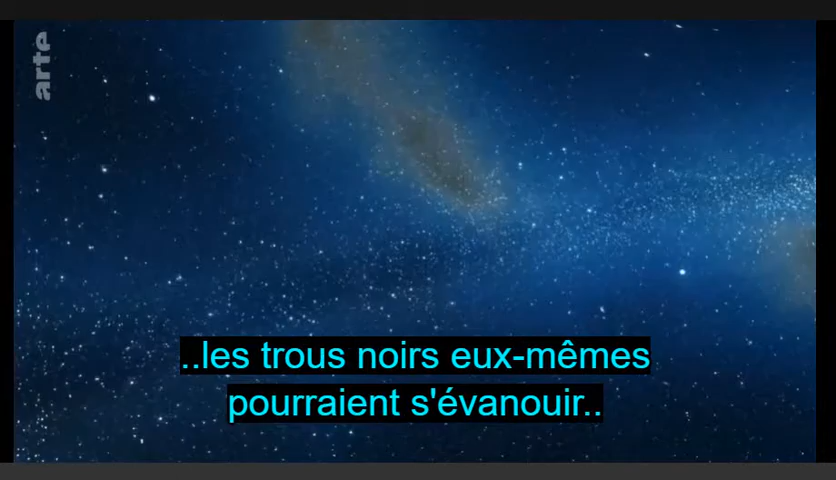 arte
..les trous noirs eux-mêmes
pourraient s'évanouir..